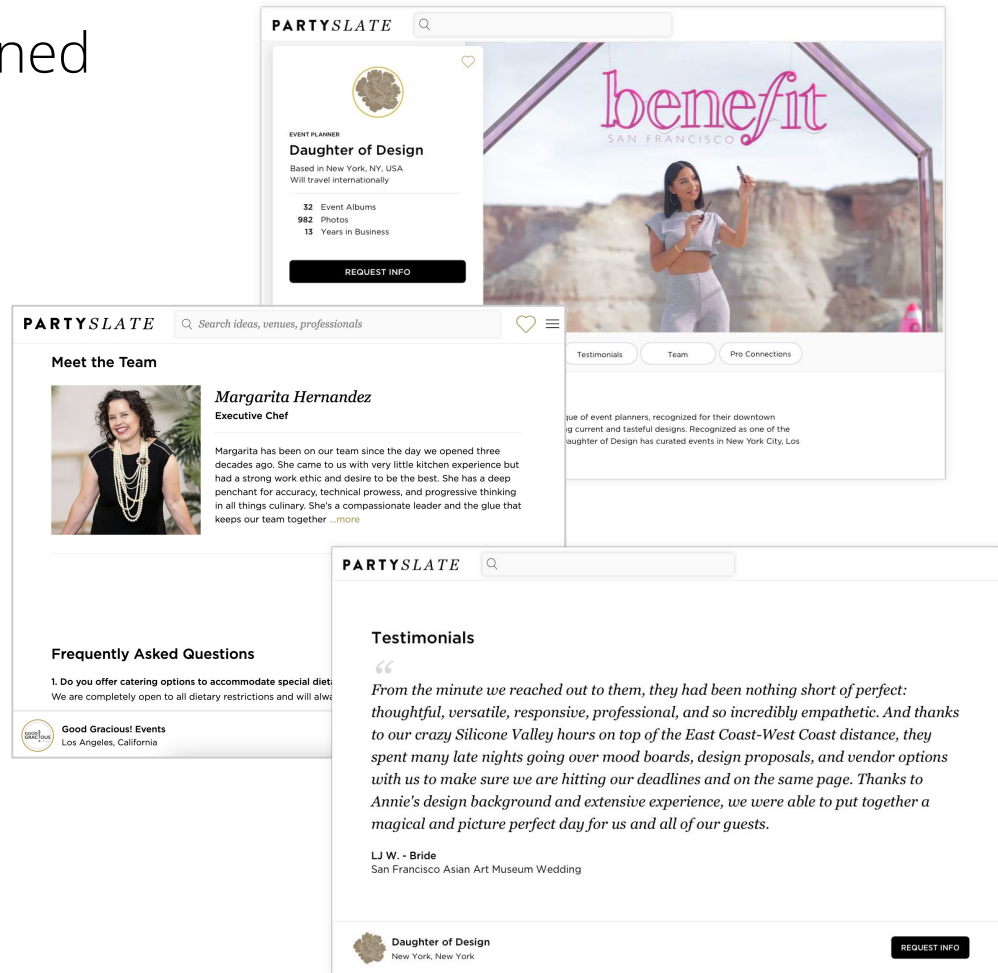 ned
PARTYSLATE
EVENT PLANNER
Daughter of Design
Based in New York, NY, USA
Will travel internationally
32 Event Albums
982 Photos
13 Years in Business
REQUEST INFO
benefit
SAN FRANCISCO
Testimonials
Team
Pro Connections
ue of event planners, recognized for their downtown
g current and tasteful designs. Recognized as one of the
aughter of Design has curated events in New York City, Los
PARTYSLATE
Search ideas, venues, professionals
Meet the Team
Margarita Hernandez
Executive Chef
Margarita has been on our team since the day we opened three
decades ago. She came to us with very little kitchen experience but
had a strong work ethic and desire to be the best. She has a deep
penchant for accuracy, technical prowess, and progressive thinking
in all things culinary. She's a compassionate leader and the glue that
keeps our team together ...more
Frequently Asked Questions
1. Do you offer catering options to accommodate special dieta
We are completely open to all dietary restrictions and will alwa
GOOD GRACIOUS
Good Gracious! Events
Los Angeles, California
PARTYSLATE
Testimonials
“
From the minute we reached out to them, they had been nothing short of perfect:
thoughtful, versatile, responsive, professional, and so incredibly empathetic. And thanks
to our crazy Silicone Valley hours on top of the East Coast-West Coast distance, they
spent many late nights going over mood boards, design proposals, and vendor options
with us to make sure we are hitting our deadlines and on the same page. Thanks to
Annie's design background and extensive experience, we were able to put together a
magical and picture perfect day for us and all of our guests.
LJ W. - Bride
San Francisco Asian Art Museum Wedding
Daughter of Design
New York, New York
REQUEST INFO